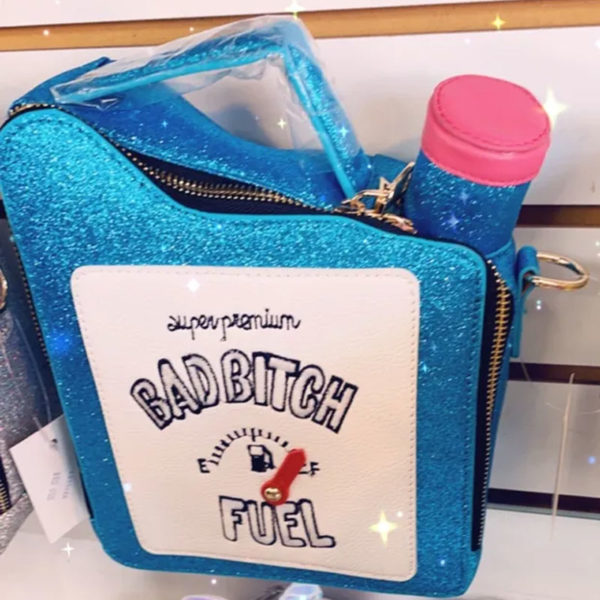 super premium
BAD BITCH
E F
FUEL